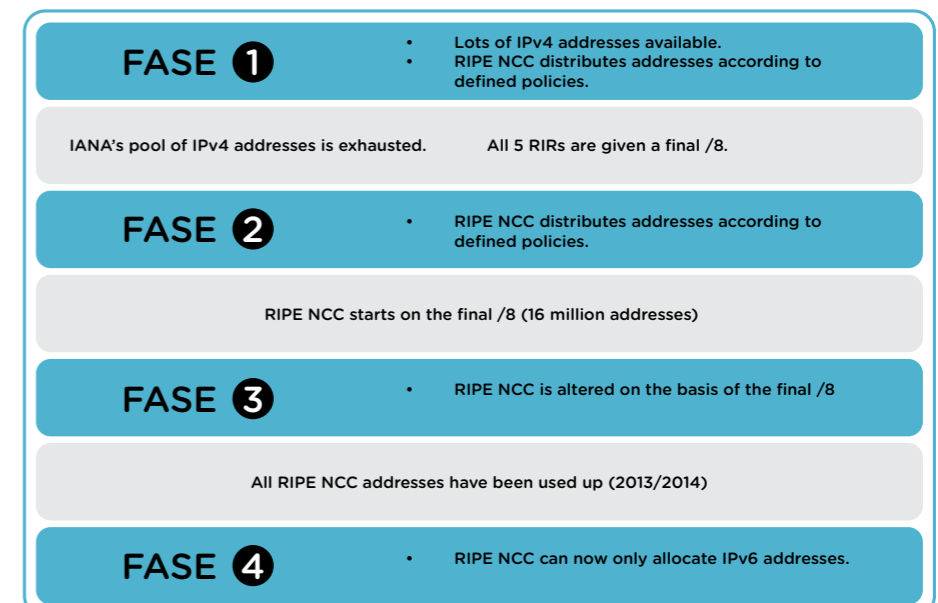 FASE 1
• Lots of IPv4 addresses available.
• RIPE NCC distributes addresses according to
defined policies.
IANA's pool of IPv4 addresses is exhausted. All 5 RIRs are given a final /8.
FASE 2
• RIPE NCC distributes addresses according to
defined policies.
RIPE NCC starts on the final /8 (16 million addresses)
FASE 3
• RIPE NCC is altered on the basis of the final /8
All RIPE NCC addresses have been used up (2013/2014)
FASE 4
• RIPE NCC can now only allocate IPv6 addresses.